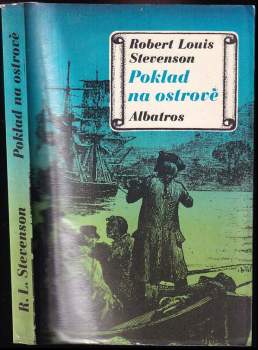 Robert Louis
Stevenson
Poklad
na ostrově
Albatros
R. L. Stevenson
Poklad na ostrově